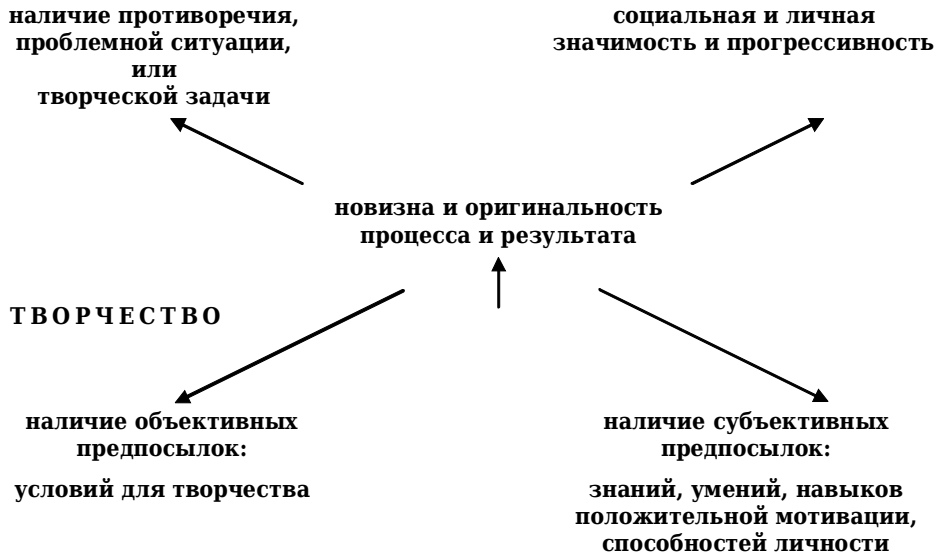 наличие противоречия,
проблемной ситуации,
или
творческой задачи
социальная и личная
значимость и прогрессивность
новизна и оригинальность
процесса и результата
ТВОРЧЕСТВО
наличие объективных
предпосылок:
условий для творчества
наличие субъективных
предпосылок:
знаний, умений, навыков
положительной мотивации,
способностей личности